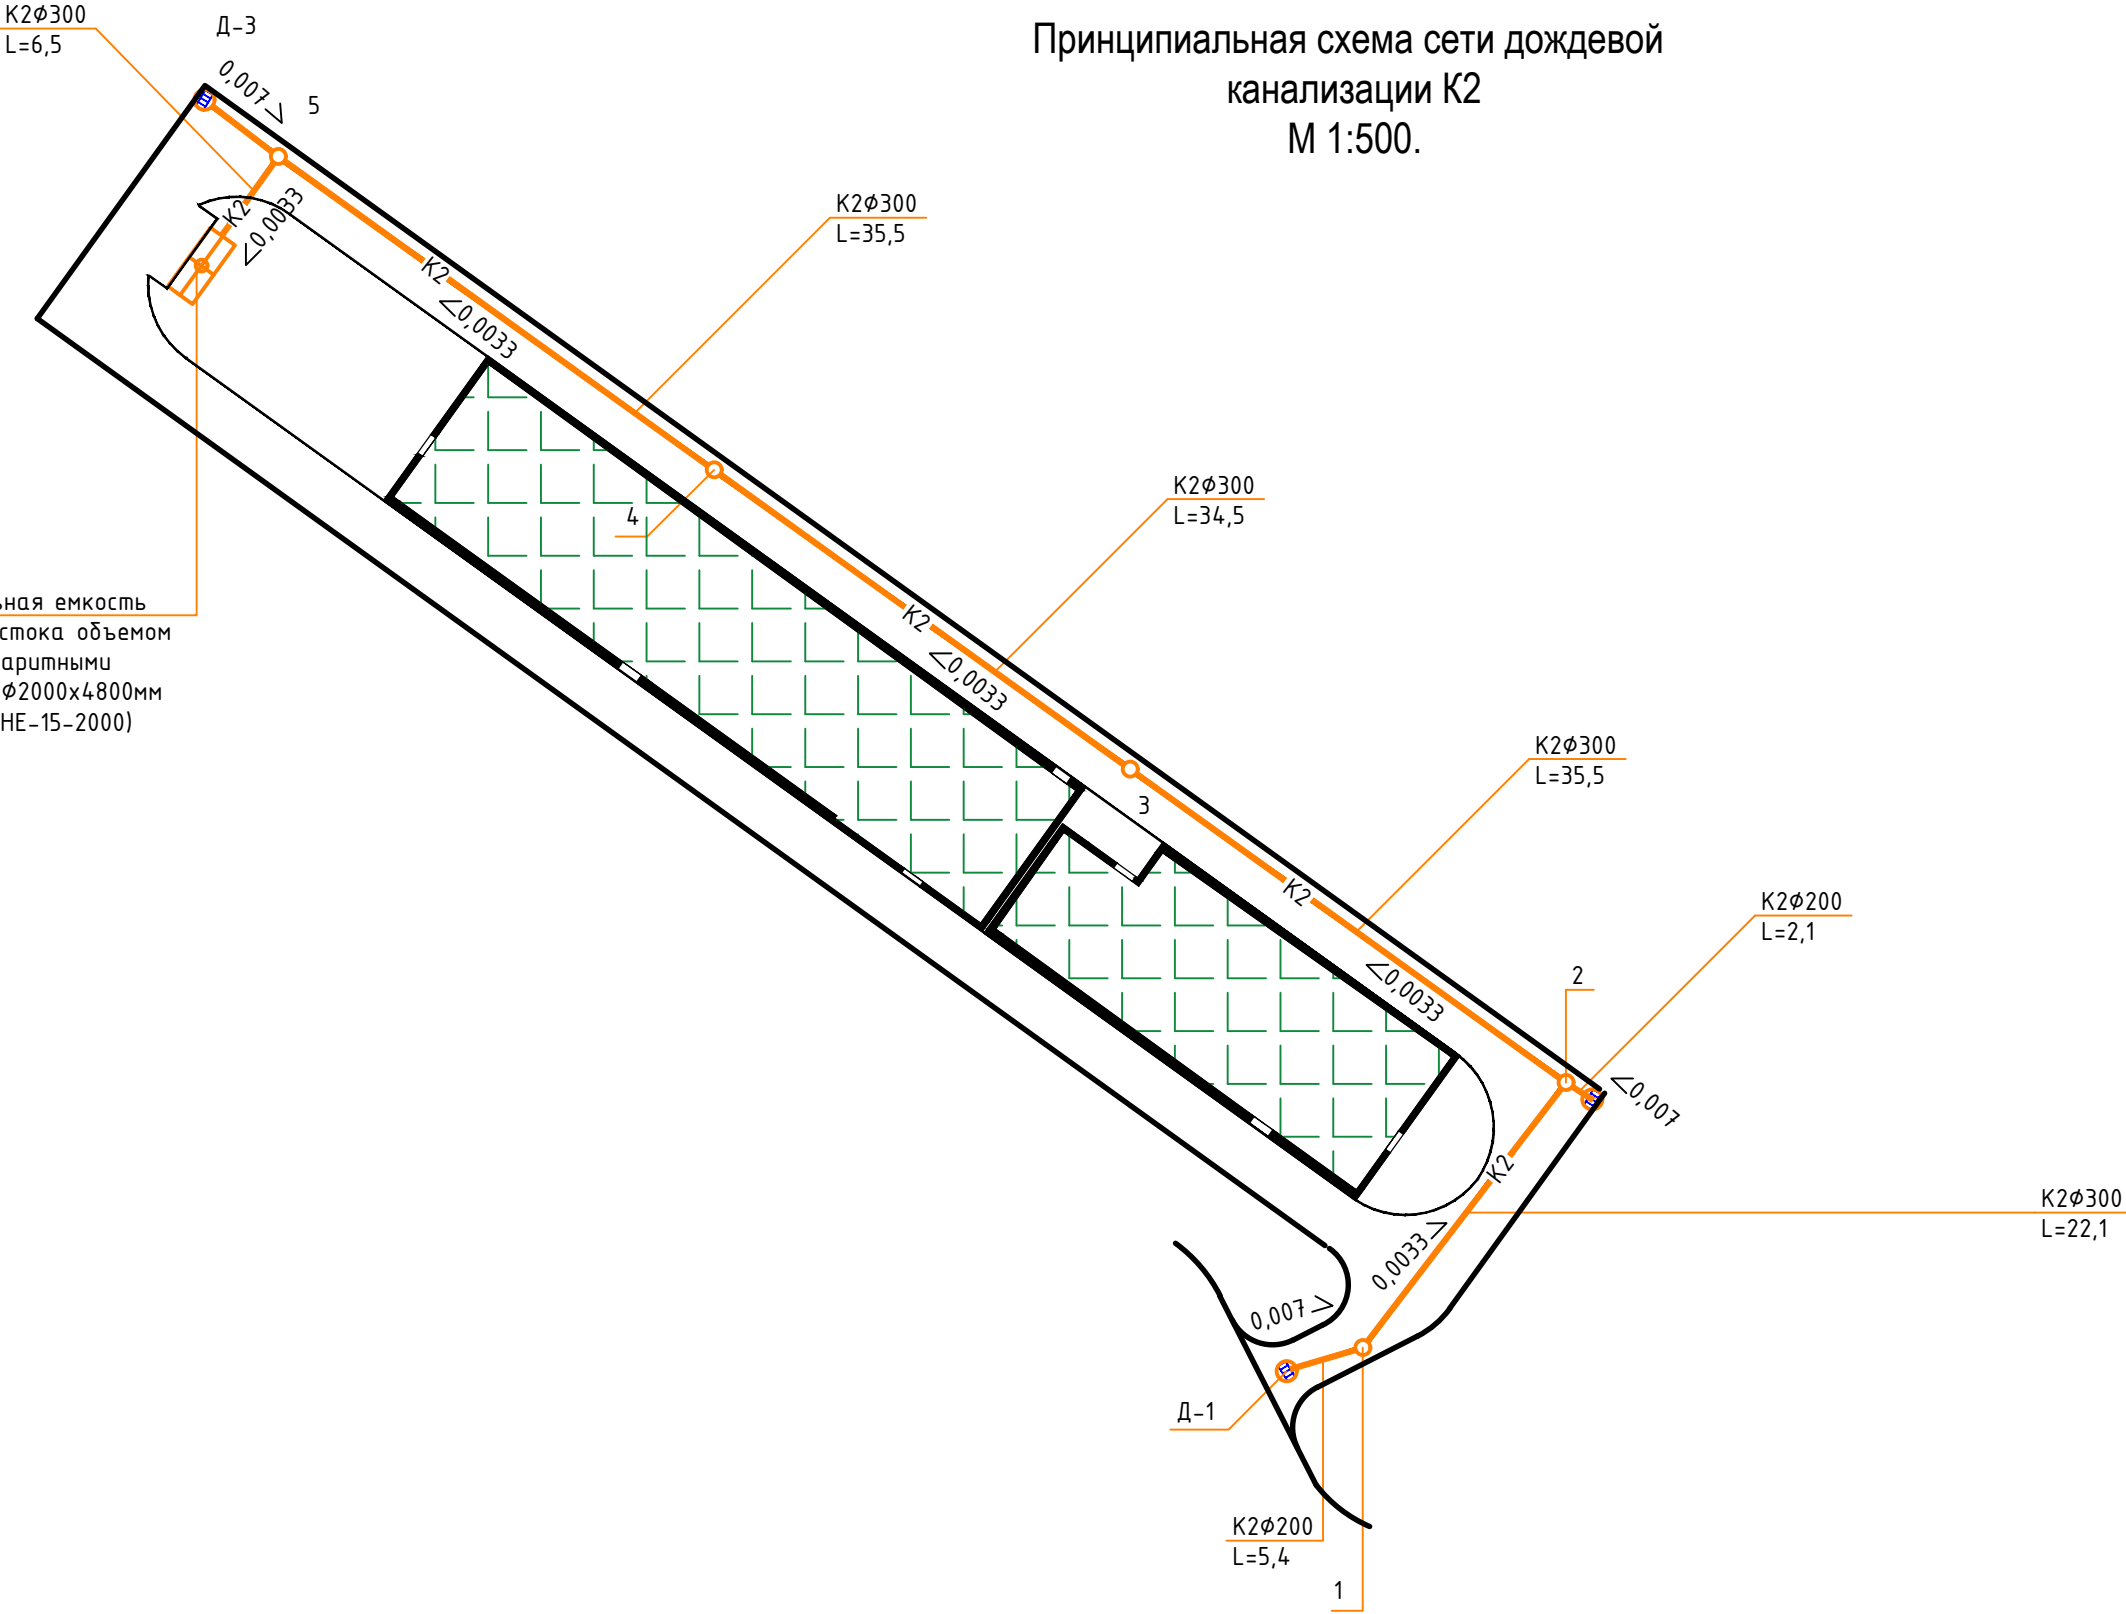 Принципиальная схема сети дождевой
канализации К2
М 1:500.
К2Ф300
L=6,5
Д-3
0,007
5
К2
0,0033
К2Ф300
L=35,5
К2
0,0033
4
К2Ф300
L=34,5
ьная емкость
стока объемом
аритными
Ф2000х4800мм
НЕ-15-2000)
К2
0,0033
К2Ф300
L=35,5
3
К2
0,0033
К2Ф200
L=2,1
2
0,007
К2
К2Ф300
L=22,1
0,0033
0,007
Д-1
К2Ф200
L=5,4
1